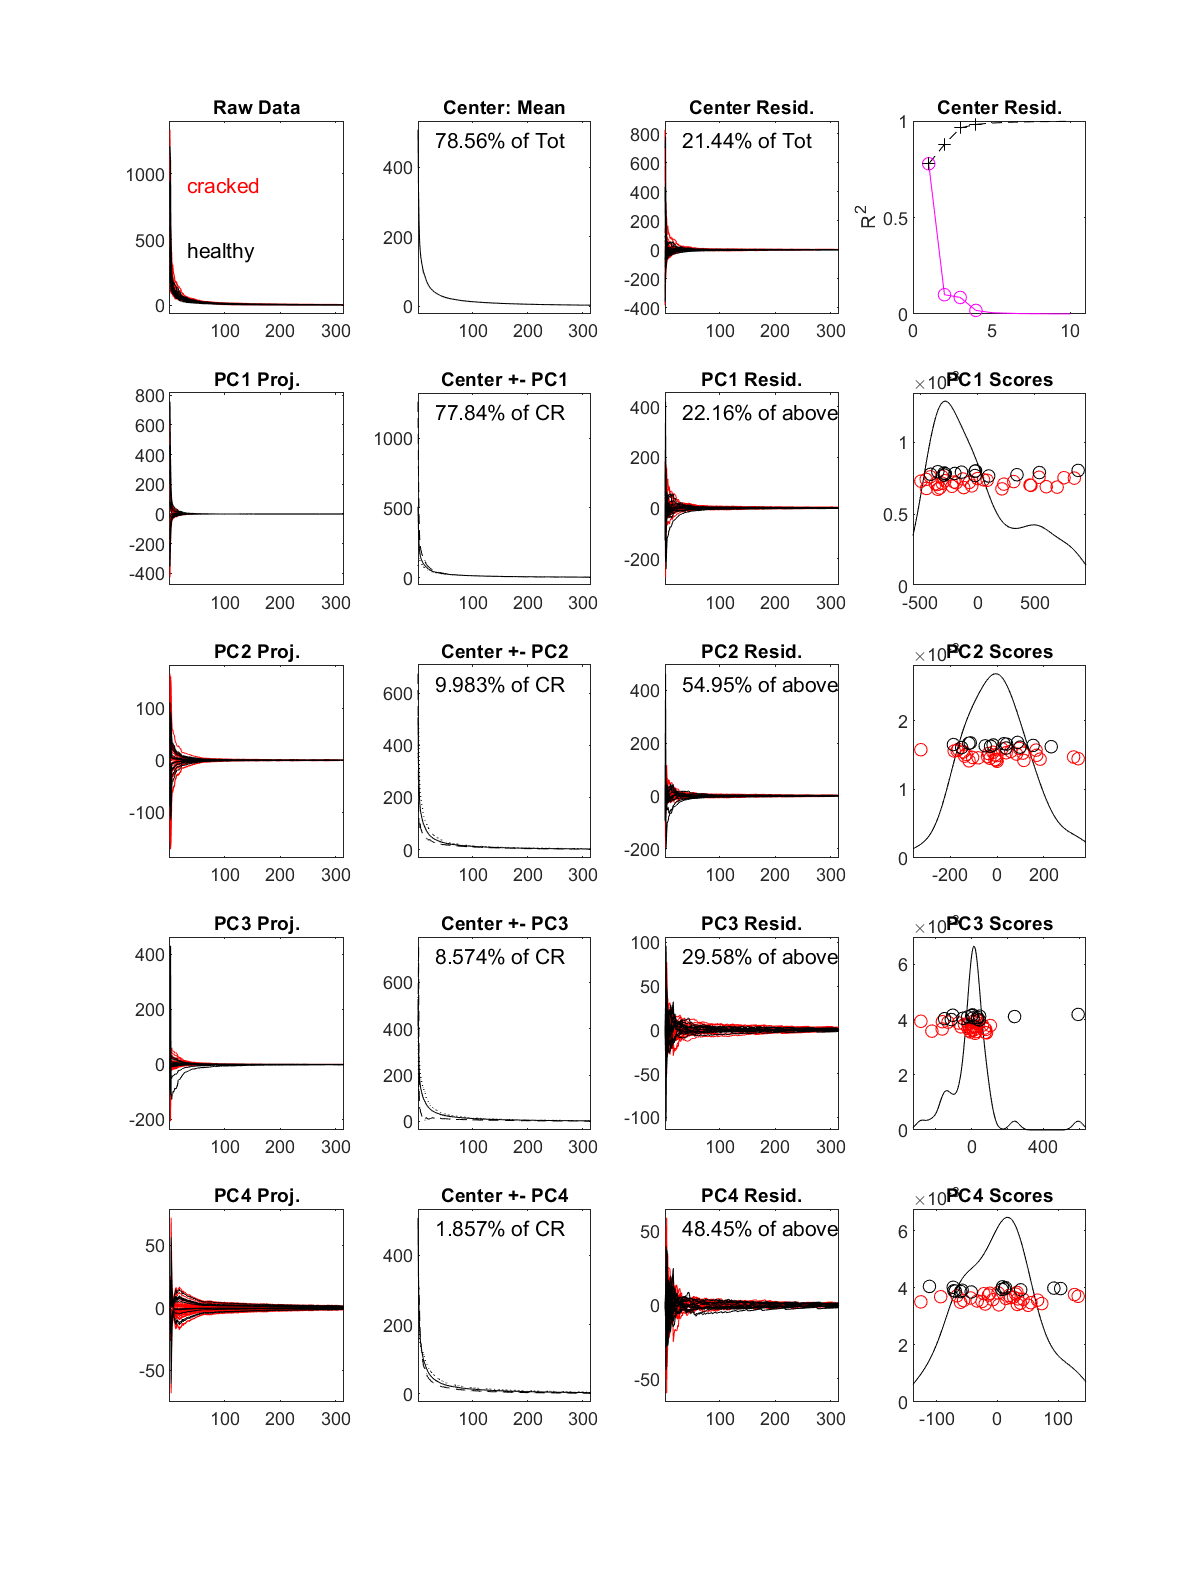 Raw Data
1000
500
0
100 200 300
cracked
healthy
Center: Mean
78.56% of Tot
400
200
0
100 200 300
Center Resid.
21.44% of Tot
800
600
400
200
0
-200
-400
100 200 300
Center Resid.
1
0.5
0
R2
0 5 10
PC1 Proj.
800
600
400
200
0
-200
-400
100 200 300
Center +- PC1
77.84% of CR
1000
500
0
100 200 300
PC1 Resid.
22.16% of above
400
200
0
-200
100 200 300
PC1 Scores
×10
1
0.5
0
-500 0 500
PC2 Proj.
100
0
-100
100 200 300
Center +- PC2
9.983% of CR
600
400
200
0
100 200 300
PC2 Resid.
54.95% of above
400
200
0
-200
100 200 300
PC2 Scores
×10
2
1
0
-200 0 200
PC3 Proj.
400
200
0
-200
100 200 300
Center +- PC3
8.574% of CR
600
400
200
0
100 200 300
PC3 Resid.
29.58% of above
100
50
0
-50
-100
100 200 300
PC3 Scores
×10
6
4
2
0
0 400
PC4 Proj.
50
0
-50
100 200 300
Center +- PC4
1.857% of CR
400
200
0
100 200 300
PC4 Resid.
48.45% of above
50
0
-50
100 200 300
PC4 Scores
×10
6
4
2
0
-100 0 100